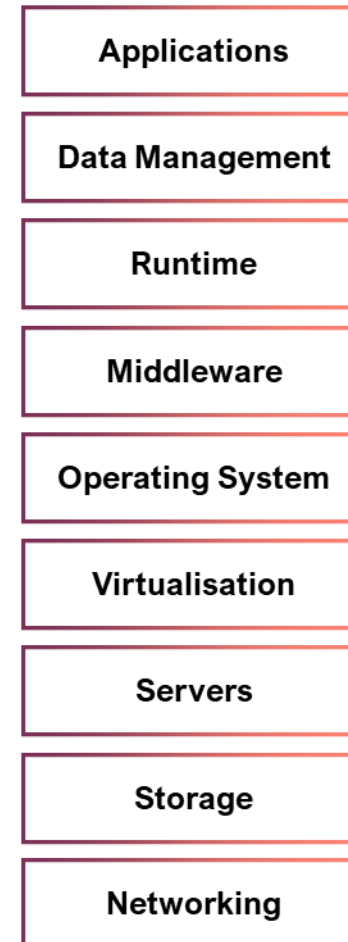 Applications
Data Management
Runtime
Middleware
Operating System
Virtualisation
Servers
Storage
Networking